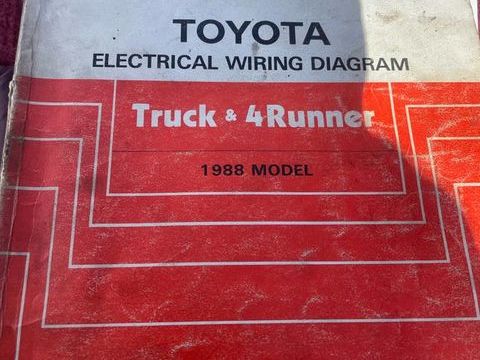 TOYOTA
ELECTRICAL WIRING DIAGRAM
Truck & 4Runner
1988 MODEL